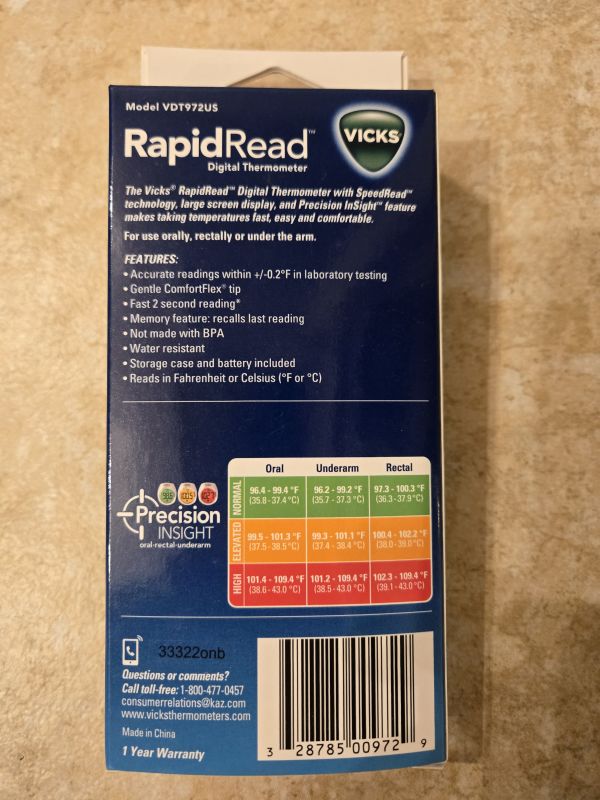 Model VDT972US
RapidRead™
Digital Thermometer
VICKS®
The Vicks® RapidRead™ Digital Thermometer with SpeedRead™
technology, large screen display, and Precision InSight™ feature
makes taking temperatures fast, easy and comfortable.
For use orally, rectally or under the arm.
FEATURES:
• Accurate readings within +/-0.2°F in laboratory testing
• Gentle ComfortFlex® tip
• Fast 2 second reading*
• Memory feature: recalls last reading
• Not made with BPA
• Water resistant
• Storage case and battery included
• Reads in Fahrenheit or Celsius (°F or °C)
Precision
INSIGHT
oral·rectal·underarm
Oral Underarm Rectal
NORMAL
96.4 - 99.4 °F 96.2 - 99.2 °F 97.3 - 100.3 °F
(35.8 - 37.4 °C) (35.7 - 37.3 °C) (36.3 - 37.9 °C)
ELEVATED
99.5 - 101.3 °F 99.3 - 101.1 °F 100.4 - 102.2 °F
(37.5 - 38.5 °C) (37.4 - 38.4 °C) (38.0 - 39.0 °C)
HIGH
101.4 - 109.4 °F 101.2 - 109.4 °F 102.3 - 109.4 °F
(38.6 - 43.0 °C) (38.5 - 43.0 °C) (39.1 - 43.0 °C)
33322onb
Questions or comments?
Call toll-free: 1-800-477-0457
consumerrelations@kaz.com
www.vicksthermometers.com
Made in China
1 Year Warranty
3 28785 00972 9